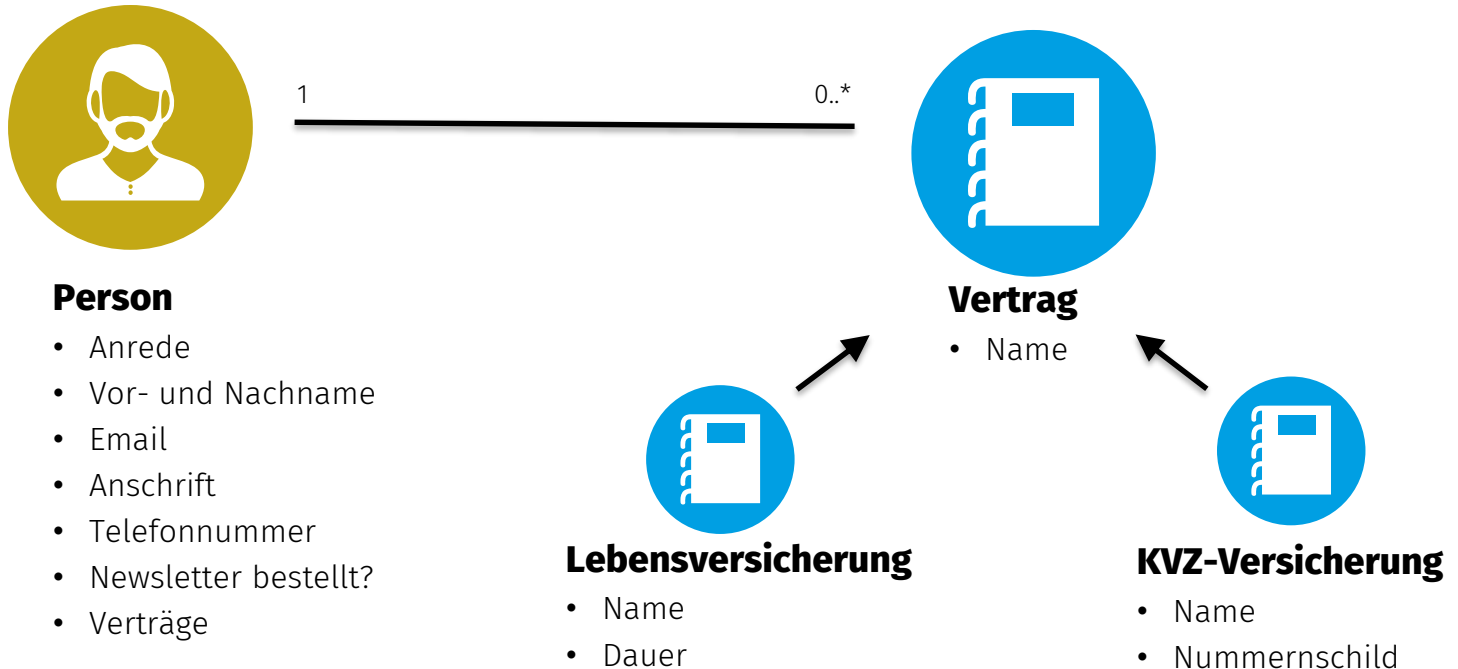 1
0..*
Person
• Anrede
• Vor- und Nachname
• Email
• Anschrift
• Telefonnummer
• Newsletter bestellt?
• Verträge
Vertrag
• Name
Lebensversicherung
• Name
• Dauer
KVZ-Versicherung
• Name
• Nummernschild